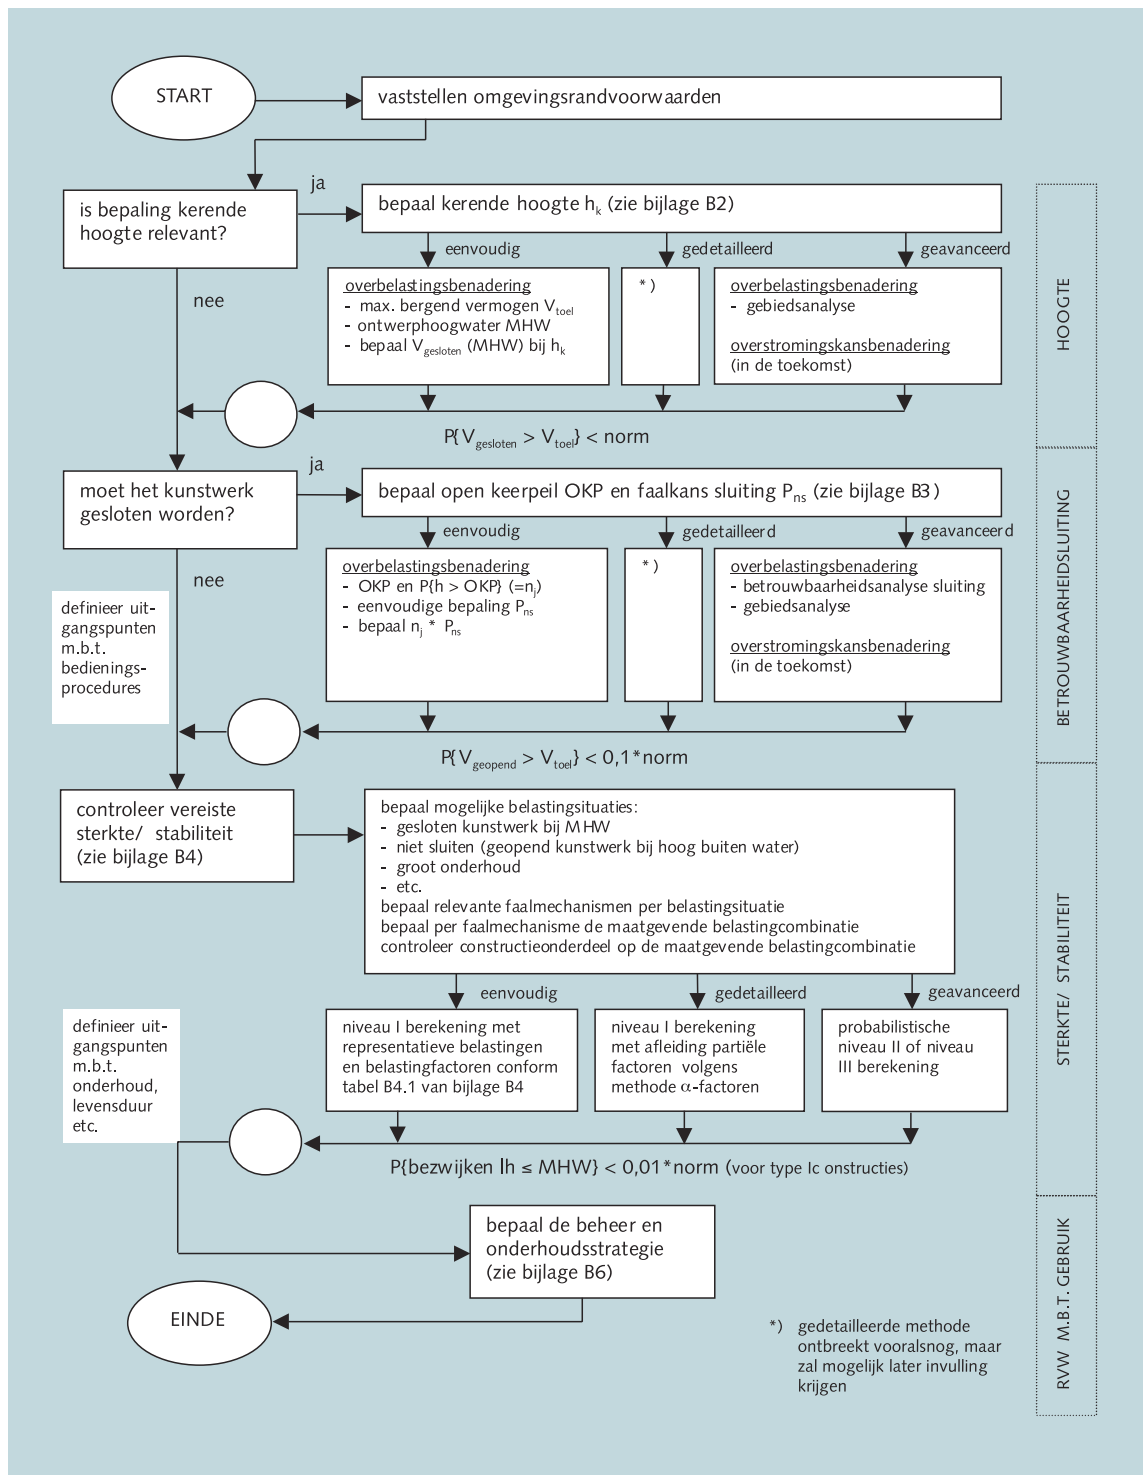 START
vaststellen omgevingsrandvoorwaarden
is bepaling kerende
hoogte relevant?
ja
bepaal kerende hoogte hk (zie bijlage B2)
eenvoudig
gedetailleerd
geavanceerd
nee
overbelastingsbenadering
- max. bergend vermogen Vtoel
- ontwerphoogwater MHW
- bepaal Vgesloten (MHW) bij hk
*)
overbelastingsbenadering
- gebiedsanalyse
overstromingskansbenadering
(in de toekomst)
P{Vgesloten > Vtoel} < norm
HOOGTE
moet het kunstwerk
gesloten worden?
ja
bepaal open keerpeil OKP en faalkans sluiting Pns (zie bijlage B3)
eenvoudig
gedetailleerd
geavanceerd
nee
overbelastingsbenadering
- OKP en P{h > OKP} (=nj)
- eenvoudige bepaling Pns
- bepaal nj * Pns
*)
overbelastingsbenadering
- betrouwbaarheidsanalyse sluiting
- gebiedsanalyse
overstromingskansbenadering
(in de toekomst)
definieer uit-
gangspunten
m.b.t.
bedienings-
procedures
P{Vgeopend > Vtoel} < 0,1*norm
BETROUWBAARHEIDSLUITING
controleer vereiste
sterkte/ stabiliteit
(zie bijlage B4)
bepaal mogelijke belastingsituaties:
- gesloten kunstwerk bij MHW
- niet sluiten (geopend kunstwerk bij hoog buiten water)
- groot onderhoud
- etc.
bepaal relevante faalmechanismen per belastingsituatie
bepaal per faalmechanisme de maatgevende belastingcombinatie
controleer constructieonderdeel op de maatgevende belastingcombinatie
eenvoudig
gedetailleerd
geavanceerd
niveau I berekening met
representatieve belastingen
en belastingfactoren conform
tabel B4.1 van bijlage B4
niveau I berekening
met afleiding partiële
factoren volgens
methode α-factoren
probabilistische
niveau II of niveau
III berekening
definieer uit-
gangspunten
m.b.t.
onderhoud,
levensduur
etc.
P{bezwijken Ih ≤ MHW} < 0,01*norm (voor type Ic onstructies)
STERKTE/ STABILITEIT
bepaal de beheer en
onderhoudsstrategie
(zie bijlage B6)
EINDE
*) gedetailleerde methode
ontbreekt vooralsnog, maar
zal mogelijk later invulling
krijgen
RVW M.B.T. GEBRUIK